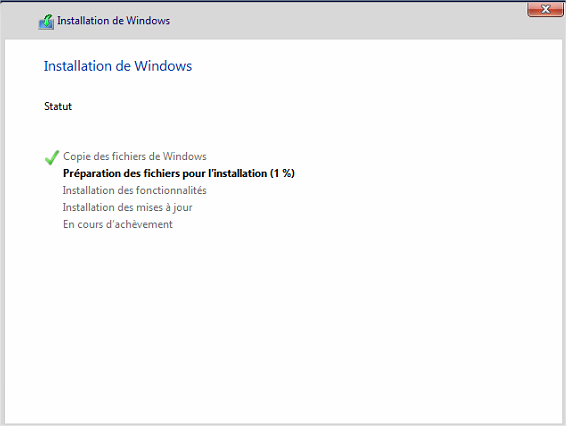 Installation de Windows
Installation de Windows
Statut
Copie des fichiers de Windows
Préparation des fichiers pour l'installation (1 %)
Installation des fonctionnalités
Installation des mises à jour
En cours d'achèvement